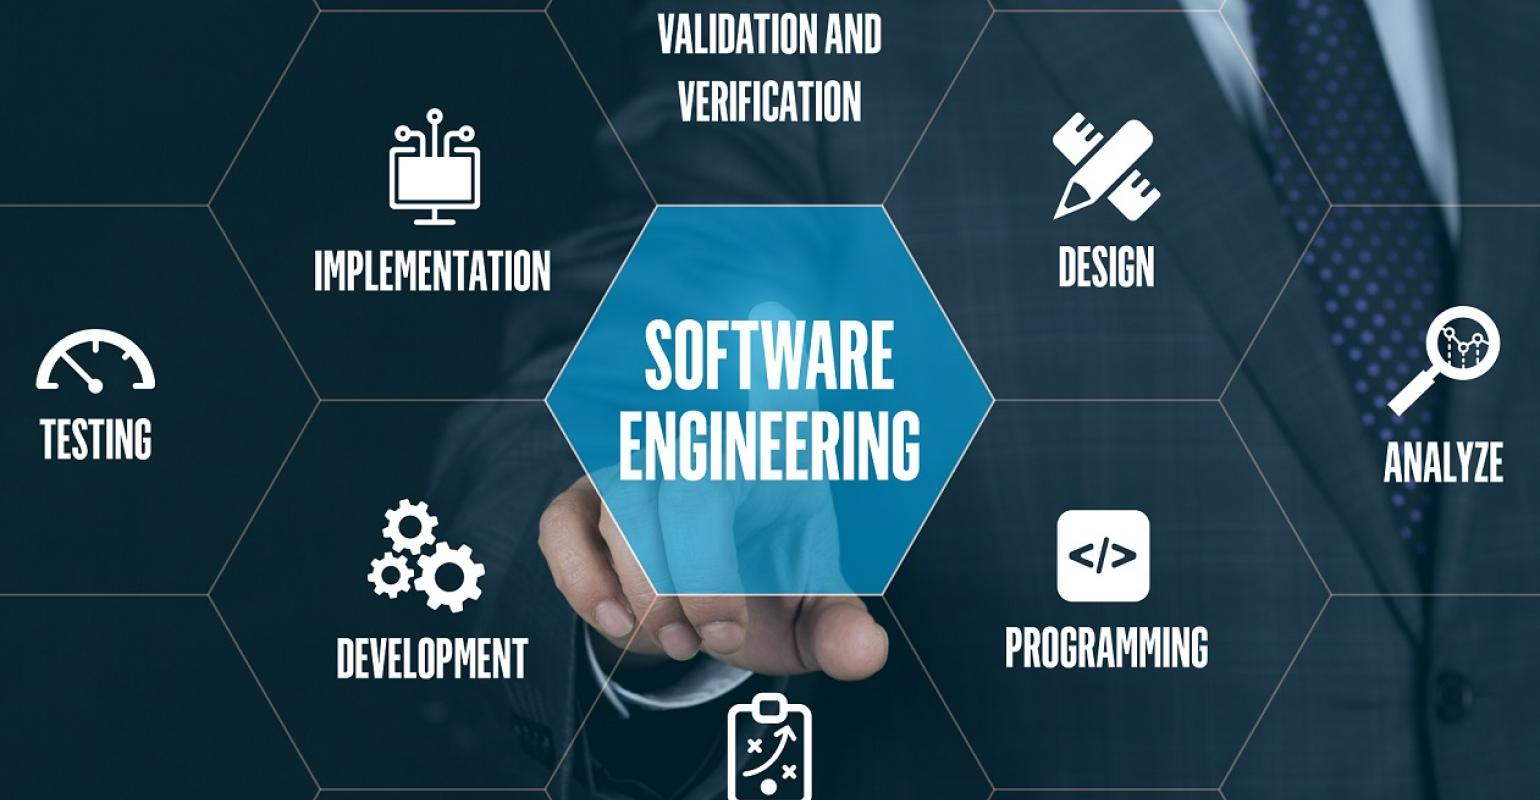 VALIDATION AND
VERIFICATION
IMPLEMENTATION
DESIGN
SOFTWARE
ENGINEERING
TESTING
ANALYZE
DEVELOPMENT
PROGRAMMING